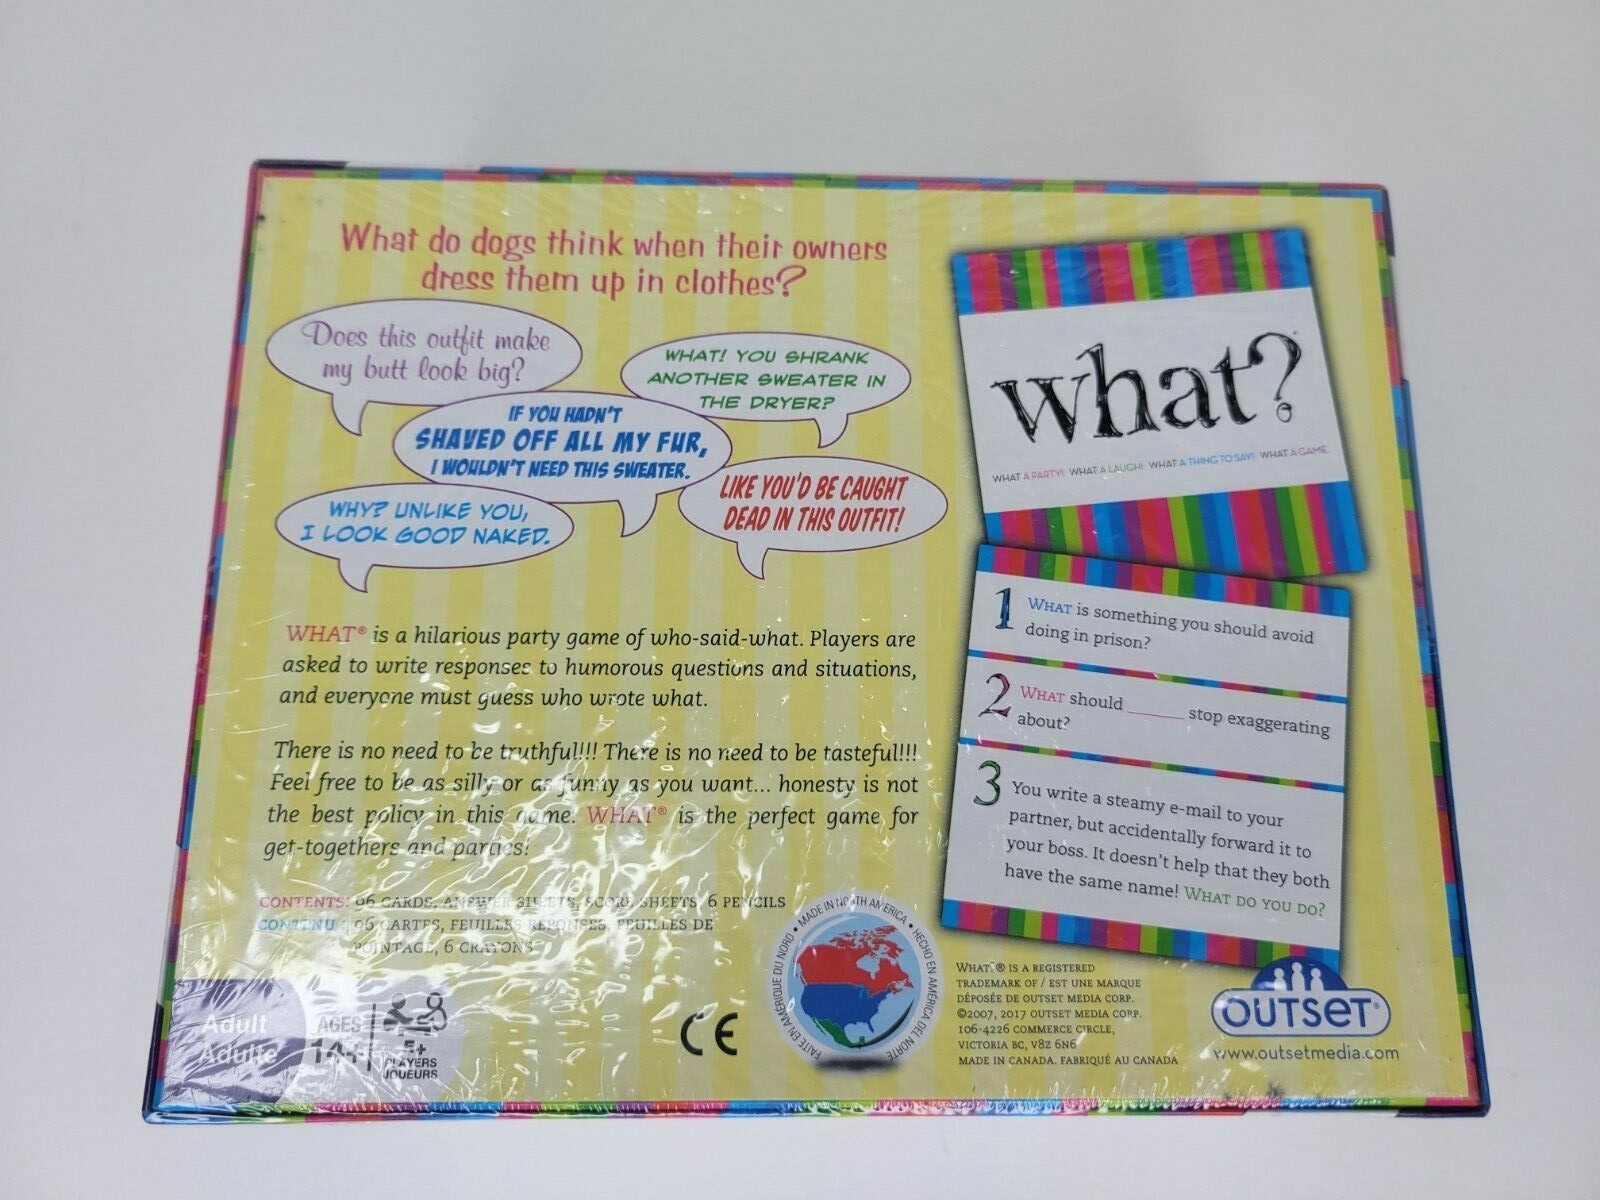 What do dogs think when their owners
dress them up in clothes?
Does this outfit make
my butt look big?
WHAT! YOU SHRANK
ANOTHER SWEATER IN
THE DRYER?
IF YOU HADN'T
SHAVED OFF ALL MY FUR,
I WOULDN'T NEED THIS SWEATER.
LIKE YOU'D BE CAUGHT
DEAD IN THIS OUTFIT!
WHY? UNLIKE YOU,
I LOOK GOOD NAKED.
WHAT® is a hilarious party game of who-said-what. Players are
asked to write responses to humorous questions and situations,
and everyone must guess who wrote what.
There is no need to be truthful!!! There is no need to be tasteful!!!
Feel free to be as silly or as funny as you want... honesty is not
the best policy in this game. WHAT® is the perfect game for
get-togethers and parties!
CONTENTS: 96 CARDS, ANSWER SHEETS, SCORE SHEETS, 6 PENCILS
CONTENU : 96 CARTES, FEUILLES RÉPONSES, FEUILLES DE
POINTAGE, 6 CRAYONS
Adult
Adulte
AGES
14+
5+
PLAYERS
JOUEURS
CE
MADE IN NORTH AMERICA • HECHO EN AMÉRICA DEL NORTE
FAITE EN AMÉRIQUE DU NORD •
what?®
WHAT A PARTY! WHAT A LAUGH! WHAT A THING TO SAY! WHAT A GAME.
1 WHAT is something you should avoid
doing in prison?
2 WHAT should ______ stop exaggerating
about?
3 You write a steamy e-mail to your
partner, but accidentally forward it to
your boss. It doesn't help that they both
have the same name! WHAT DO YOU DO?
WHAT?® IS A REGISTERED
TRADEMARK OF / EST UNE MARQUE
DÉPOSÉE DE OUTSET MEDIA CORP.
©2007, 2017 OUTSET MEDIA CORP.
106-4226 COMMERCE CIRCLE,
VICTORIA BC, V8Z 6N6
MADE IN CANADA. FABRIQUÉ AU CANADA
OUTSET®
www.outsetmedia.com